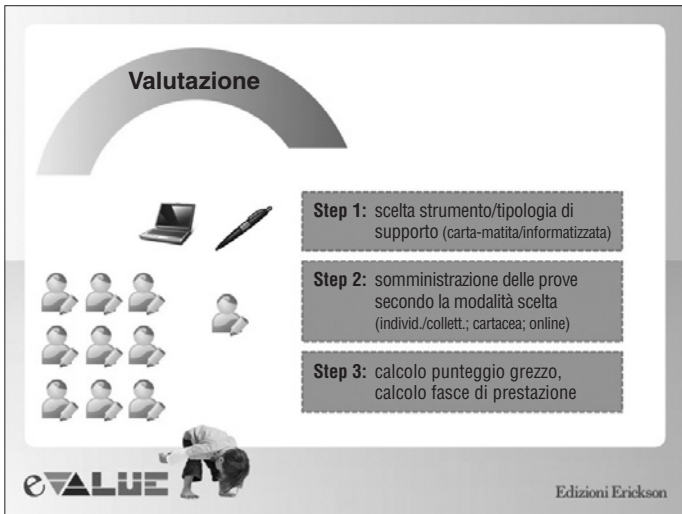 Valutazione
Step 1: scelta strumento/tipologia di
supporto (carta-matita/informatizzata)
Step 2: somministrazione delle prove
secondo la modalità scelta
(individ./collett.; cartacea; online)
Step 3: calcolo punteggio grezzo,
calcolo fasce di prestazione
eVALUE
Edizioni Erickson